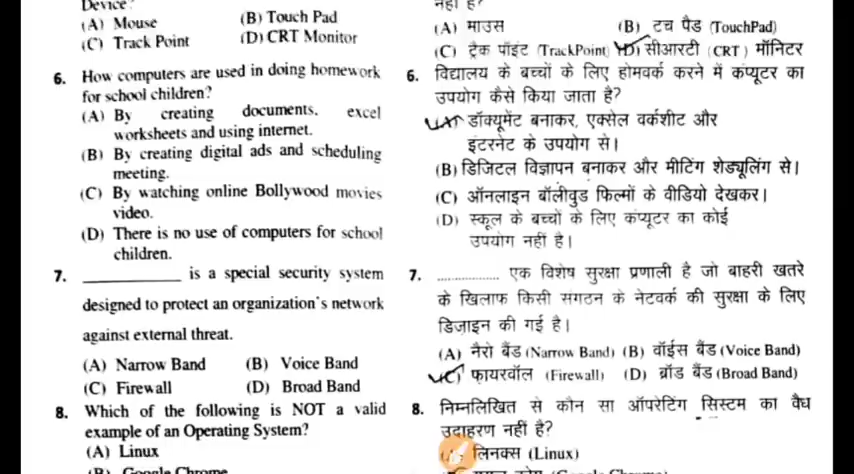 Device?
(A) Mouse (B) Touch Pad
(C) Track Point (D) CRT Monitor
6. How computers are used in doing homework
for school children?
(A) By creating documents, excel
worksheets and using internet.
(B) By creating digital ads and scheduling
meeting.
(C) By watching online Bollywood movies
video.
(D) There is no use of computers for school
children.
7. __________ is a special security system
designed to protect an organization's network
against external threat.
(A) Narrow Band (B) Voice Band
(C) Firewall (D) Broad Band
8. Which of the following is NOT a valid
example of an Operating System?
(A) Linux
(B) Google Chrome
नहीं है?
(A) माउस (B) टच पैड (TouchPad)
(C) ट्रैक पॉइंट (TrackPoint) (D) सीआरटी (CRT) मॉनिटर
6. विद्यालय के बच्चों के लिए होमवर्क करने में कंप्यूटर का
उपयोग कैसे किया जाता है?
(A) डॉक्यूमेंट बनाकर, एक्सेल वर्कशीट और
इंटरनेट के उपयोग से।
(B) डिजिटल विज्ञापन बनाकर और मीटिंग शेड्यूलिंग से।
(C) ऑनलाइन बॉलीवुड फिल्मों के वीडियो देखकर।
(D) स्कूल के बच्चों के लिए कंप्यूटर का कोई
उपयोग नहीं है।
7. ............... एक विशेष सुरक्षा प्रणाली है जो बाहरी खतरे
के खिलाफ किसी संगठन के नेटवर्क की सुरक्षा के लिए
डिज़ाइन की गई है।
(A) नैरो बैंड (Narrow Band) (B) वॉईस बैंड (Voice Band)
(C) फ़ायरवॉल (Firewall) (D) ब्रॉड बैंड (Broad Band)
8. निम्नलिखित से कौन सा ऑपरेटिंग सिस्टम का वैध
उदाहरण नहीं है?
लिनक्स (Linux)